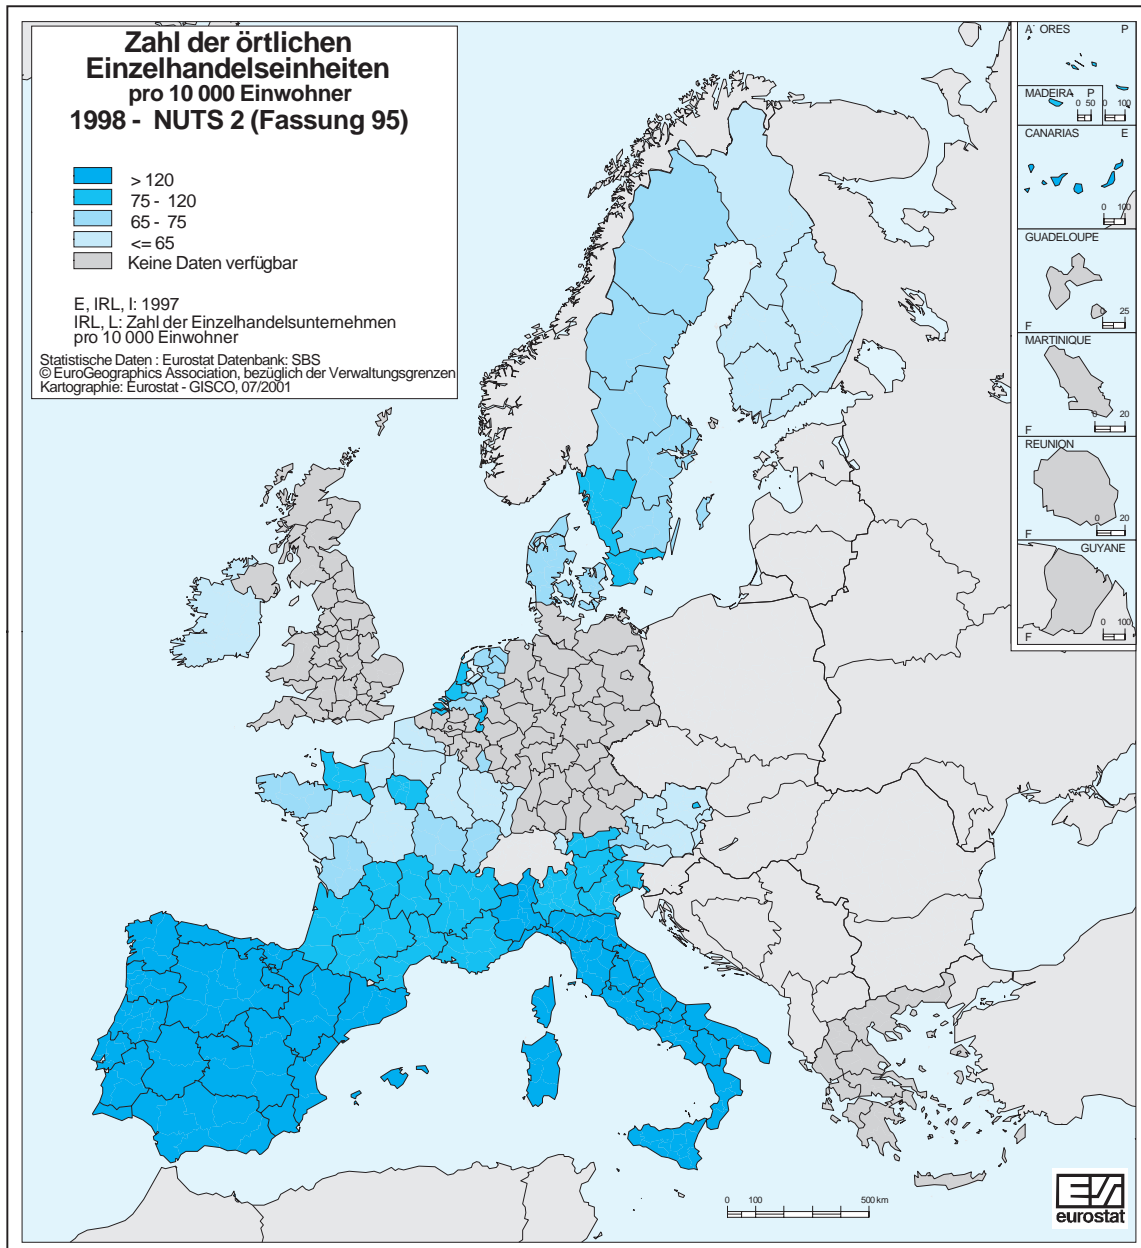 Zahl der örtlichen
Einzelhandelseinheiten
pro 10 000 Einwohner
1998 - NUTS 2 (Fassung 95)
> 120
75 - 120
65 - 75
<= 65
Keine Daten verfügbar
E, IRL, I: 1997
IRL, L: Zahl der Einzelhandelsunternehmen
pro 10 000 Einwohner
Statistische Daten : Eurostat Datenbank: SBS
© EuroGeographics Association, bezüglich der Verwaltungsgrenzen
Kartographie: Eurostat - GISCO, 07/2001
A ORES P
MADEIRA P
0 50 0 100
CANARIAS E
0 100
GUADELOUPE
0 25
F
MARTINIQUE
0 20
F
REUNION
0 20
F
GUYANE
0 100
F
0 100 500 km
eurostat